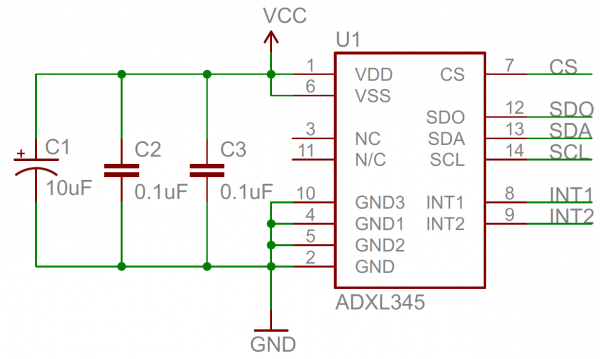 VCC
U1
1 VDD CS 7 CS
6 VSS
SDO 12 SDO
3 NC SDA 13 SDA
11 N/C SCL 14 SCL
+ C1 C2 C3
10uF 0.1uF 0.1uF
10 GND3 INT1 8 INT1
4 GND1 INT2 9 INT2
5 GND2
2 GND
ADXL345
GND